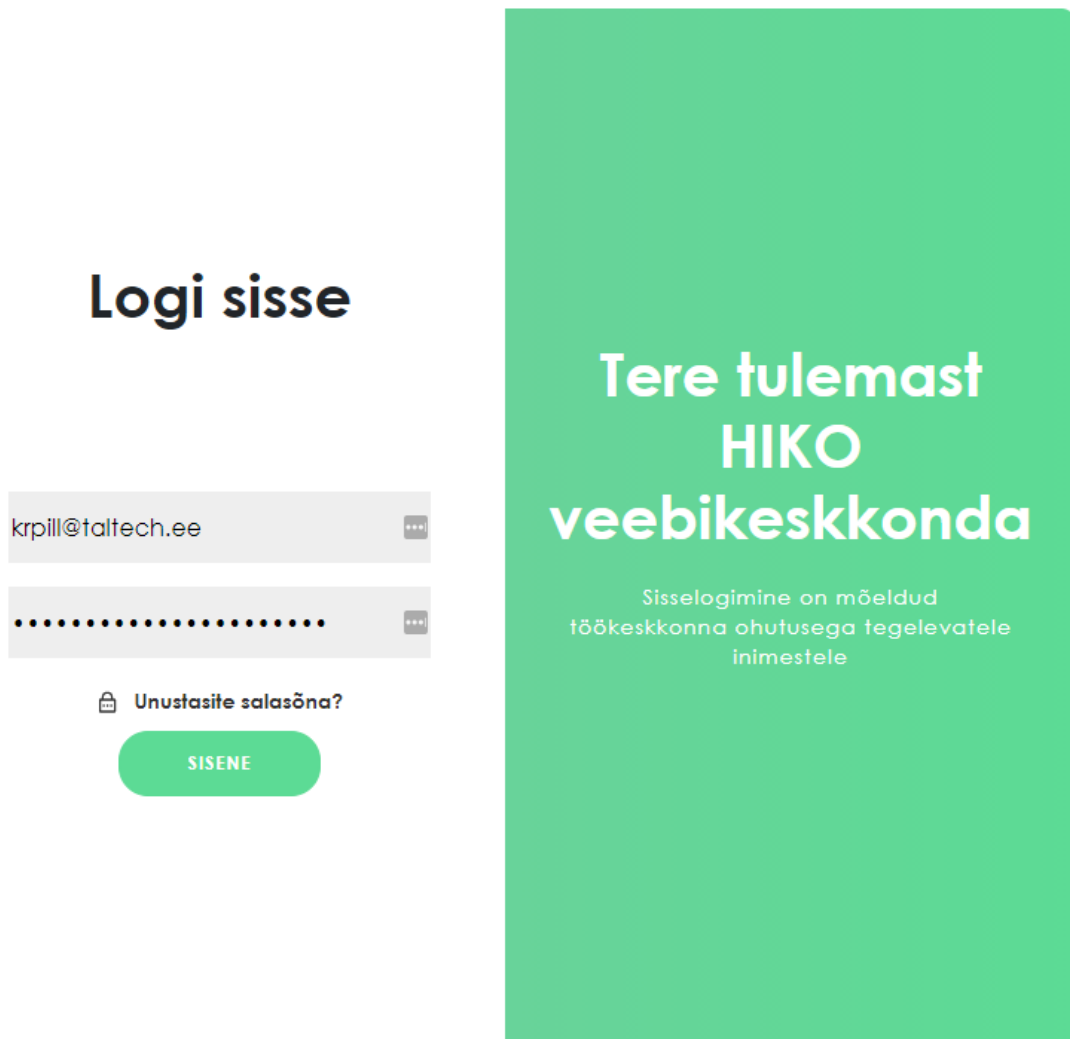 Logi sisse
krpill@taltech.ee
••••••••••••••••••••••
Unustasite salasõna?
SISENE
Tere tulemast
HIKO
veebikeskkonda
Sisselogimine on mõeldud
töökeskkonna ohutusega tegelevatele
inimestele